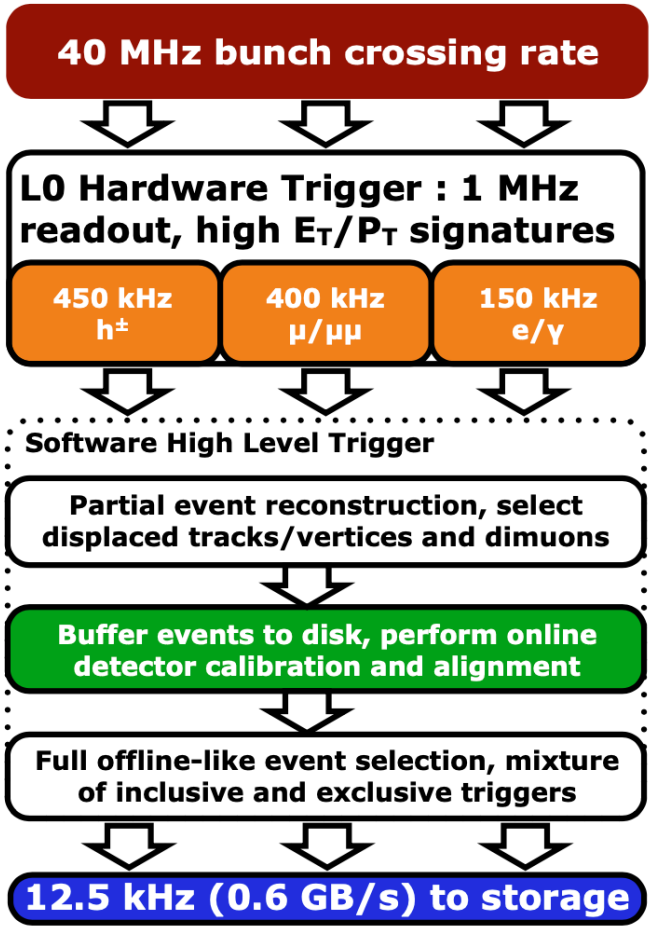 40 MHz bunch crossing rate
L0 Hardware Trigger : 1 MHz
readout, high ET/PT signatures
450 kHz
h±
400 kHz
μ/μμ
150 kHz
e/γ
Software High Level Trigger
Partial event reconstruction, select
displaced tracks/vertices and dimuons
Buffer events to disk, perform online
detector calibration and alignment
Full offline-like event selection, mixture
of inclusive and exclusive triggers
12.5 kHz (0.6 GB/s) to storage